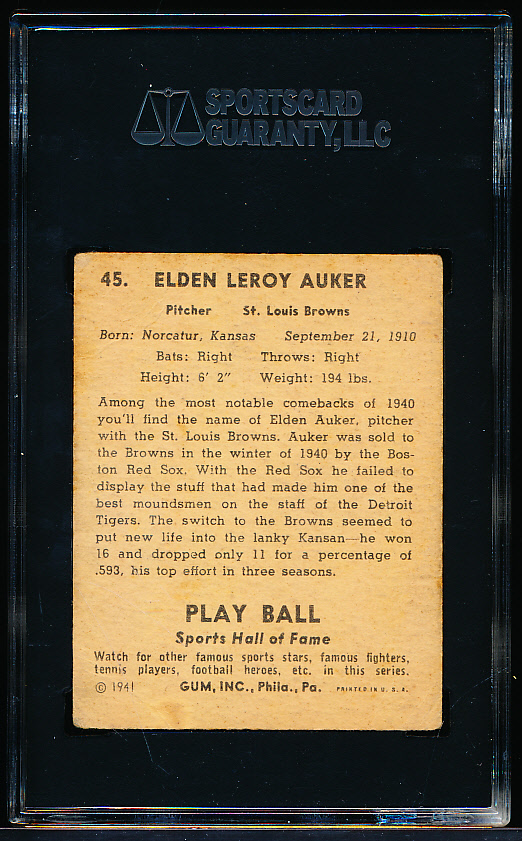 SPORTSCARD
GUARANTY, LLC
45. ELDEN LEROY AUKER
Pitcher St. Louis Browns
Born: Norcatur, Kansas September 21, 1910
Bats: Right Throws: Right
Height: 6' 2" Weight: 194 lbs.
Among the most notable comebacks of 1940
you'll find the name of Elden Auker, pitcher
with the St. Louis Browns. Auker was sold to
the Browns in the winter of 1940 by the Bos-
ton Red Sox. With the Red Sox he failed to
display the stuff that had made him one of the
best moundsmen on the staff of the Detroit
Tigers. The switch to the Browns seemed to
put new life into the lanky Kansan—he won
16 and dropped only 11 for a percentage of
.593, his top effort in three seasons.
PLAY BALL
Sports Hall of Fame
Watch for other famous sports stars, famous fighters,
tennis players, football heroes, etc. in this series.
© 1941 GUM, INC., Phila., Pa. PRINTED IN U. S. A.